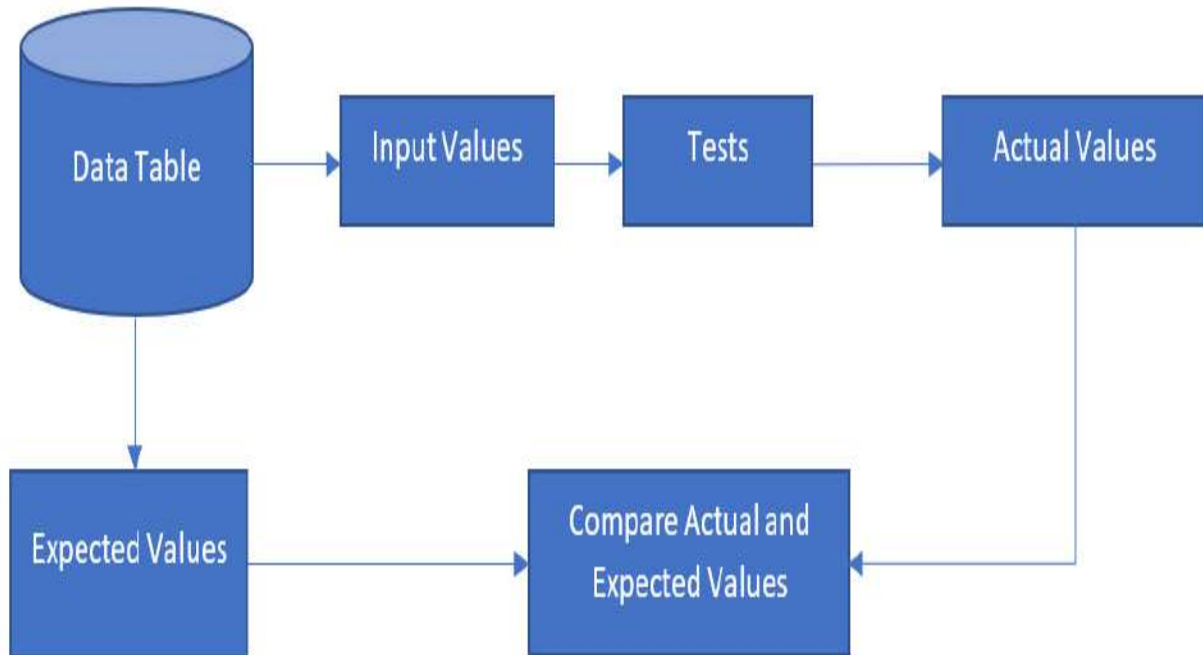 Data Table
Input Values
Tests
Actual Values
Expected Values
Compare Actual and
Expected Values